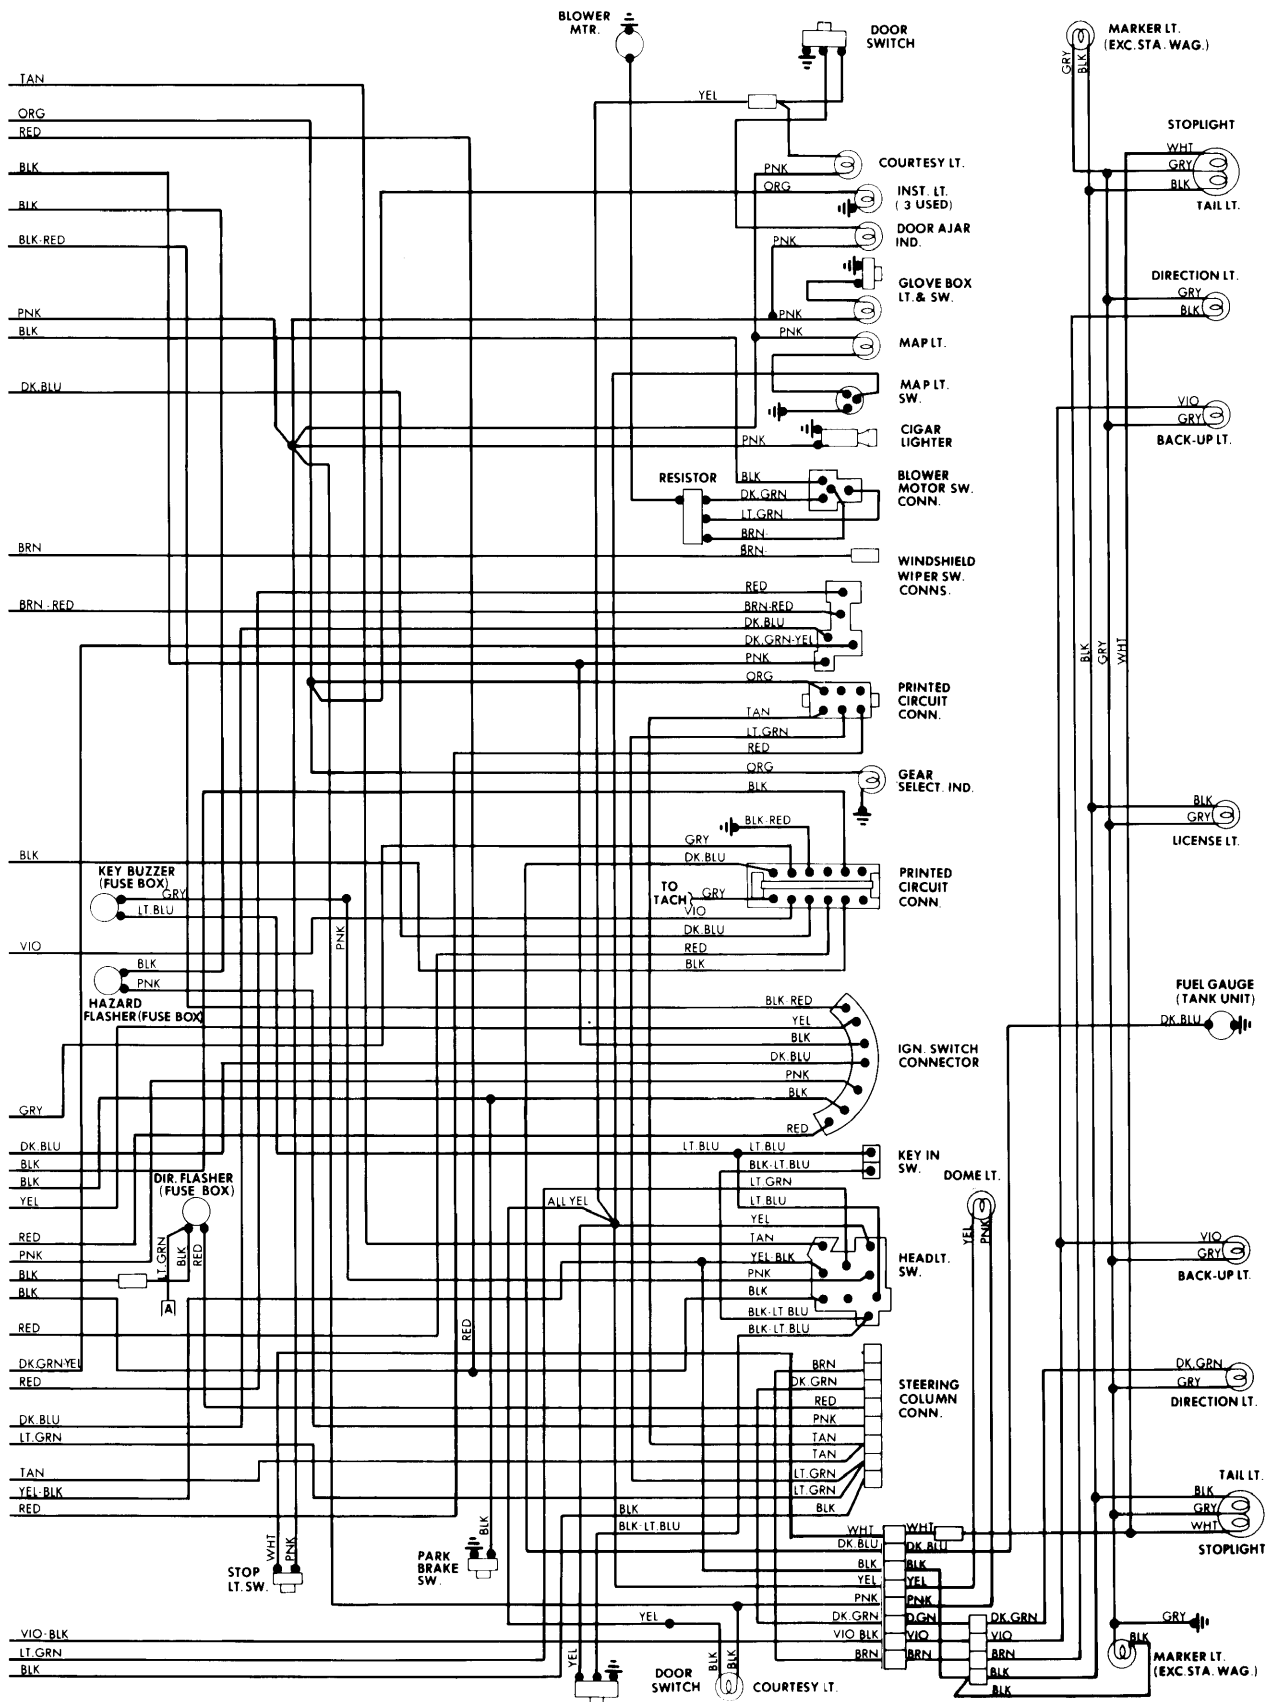 BLOWER
MTR.
DOOR
SWITCH
MARKER LT.
(EXC. STA. WAG.)
GRY
BLK
TAN
YEL
ORG
RED
STOPLIGHT
WHT
GRY
BLK
TAIL LT.
COURTESY LT.
PNK
ORG
INST. LT.
( 3 USED)
BLK
BLK
BLK-RED
DOOR AJAR
IND.
PNK
GLOVE BOX
LT. & SW.
PNK
DIRECTION LT.
GRY
BLK
PNK
BLK
PNK
MAP LT.
DK.BLU
MAP LT.
SW.
VIO
GRY
BACK-UP LT.
PNK
CIGAR
LIGHTER
RESISTOR
BLK
DK.GRN
LT.GRN
BRN
BLOWER
MOTOR SW.
CONN.
BRN
BRN
WINDSHIELD
WIPER SW.
CONNS.
RED
BRN-RED
BRN-RED
DK.BLU
DK.GRN-YEL
PNK
BLK
GRY
WHT
ORG
TAN
LT.GRN
RED
PRINTED
CIRCUIT
CONN.
ORG
BLK
GEAR
SELECT. IND.
BLK
GRY
LICENSE LT.
BLK-RED
GRY
DK.BLU
TO
TACH
GRY
VIO
DK.BLU
RED
BLK
PRINTED
CIRCUIT
CONN.
BLK
KEY BUZZER
(FUSE BOX)
GRY
LT.BLU
PNK
VIO
BLK
PNK
HAZARD
FLASHER (FUSE BOX)
FUEL GAUGE
(TANK UNIT)
DK.BLU
BLK-RED
YEL
BLK
DK.BLU
PNK
BLK
RED
IGN. SWITCH
CONNECTOR
GRY
DK.BLU
BLK
BLK
YEL
DIR. FLASHER
(FUSE BOX)
LT.GRN
BLK
RED
A
LT.BLU
LT.BLU
BLK-LT.BLU
KEY IN
SW.
DOME LT.
YEL
PNK
ALL YEL
LT.GRN
LT.BLU
YEL
TAN
YEL-BLK
PNK
BLK
BLK-LT BLU
BLK-LT.BLU
HEADLT.
SW.
VIO
GRY
BACK-UP LT.
RED
PNK
BLK
BLK
RED
RED
DK.GRN-YEL
RED
BRN
DK.GRN
RED
PNK
TAN
TAN
LT.GRN
LT.GRN
BLK
STEERING
COLUMN
CONN.
DK.GRN
GRY
DIRECTION LT.
DK.BLU
LT.GRN
TAN
YEL-BLK
RED
TAIL LT.
BLK
GRY
WHT
STOPLIGHT
BLK
BLK-LT.BLU
WHT
PNK
STOP
LT. SW.
BLK
PARK
BRAKE
SW.
WHT
DK.BLU
BLK
YEL
PNK
DK.GRN
VIO BLK
BRN
WHT
DK BLU
BLK
YEL
PNK
D.GN
VIO
BRN
DK.GRN
VIO
BRN
BLK
BLK
YEL
VIO-BLK
LT.GRN
BLK
YEL
DOOR
SWITCH
BLK
BLK
COURTESY LT.
GRY
BLK
MARKER LT.
(EXC. STA. WAG.)